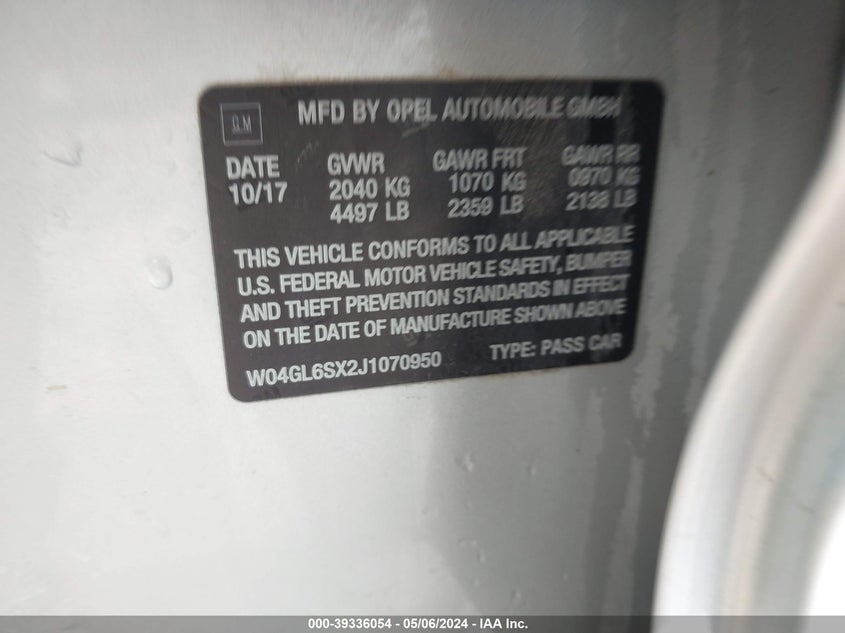 GM
MFD BY OPEL AUTOMOBILE GMBH
DATE GVWR GAWR FRT GAWR RR
10/17 2040 KG 1070 KG 0970 KG
4497 LB 2359 LB 2138 LB
THIS VEHICLE CONFORMS TO ALL APPLICABLE
U.S. FEDERAL MOTOR VEHICLE SAFETY, BUMPER
AND THEFT PREVENTION STANDARDS IN EFFECT
ON THE DATE OF MANUFACTURE SHOWN ABOVE
W04GL6SX2J1070950 TYPE: PASS CAR
000-39336054 - 05/06/2024 - IAA Inc.